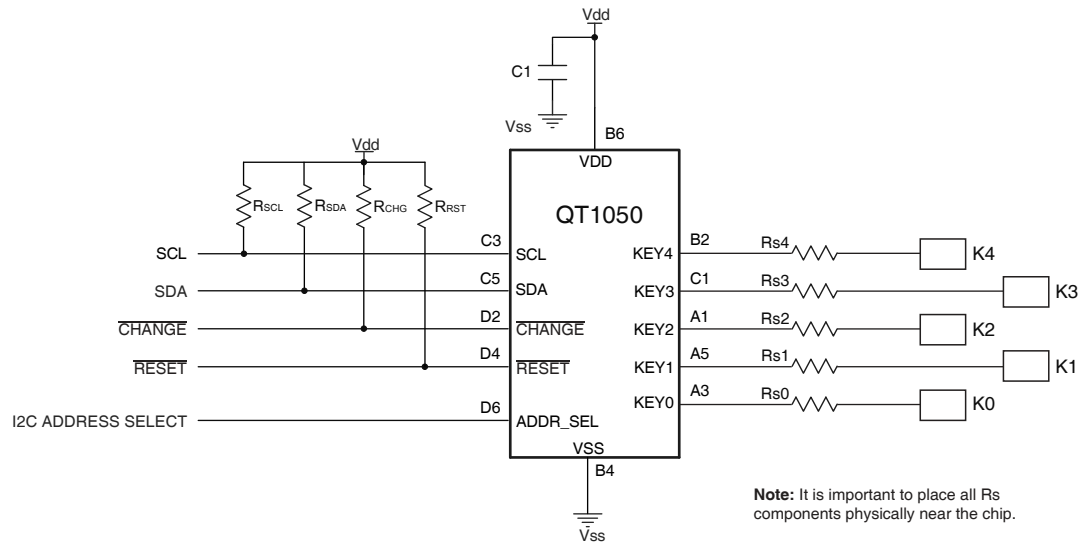 Vdd
C1
Vss
B6
VDD
Vdd
RSCL RSDA RCHG RRST
QT1050
SCL C3 SCL KEY4 B2 Rs4 K4
SDA C5 SDA KEY3 C1 Rs3 K3
CHANGE D2 CHANGE KEY2 A1 Rs2 K2
RESET D4 RESET KEY1 A5 Rs1 K1
KEY0 A3 Rs0 K0
I2C ADDRESS SELECT D6 ADDR_SEL
VSS
B4
Vss
Note: It is important to place all Rs
components physically near the chip.